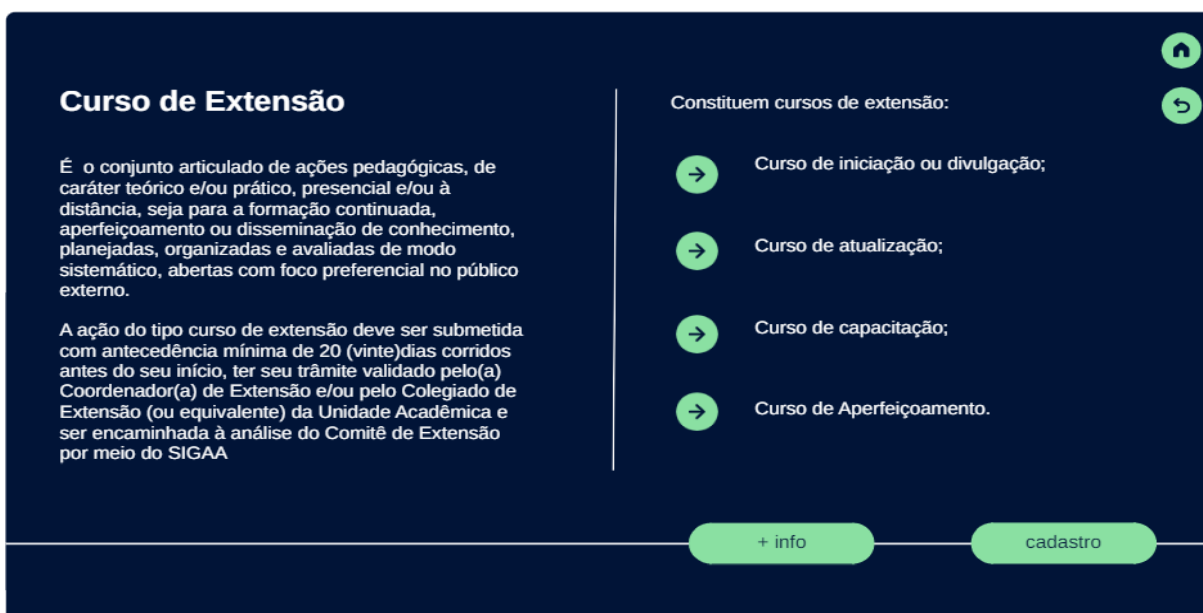 Curso de Extensão
É  o conjunto articulado de ações pedagógicas, de
caráter teórico e/ou prático, presencial e/ou à
distância, seja para a formação continuada,
aperfeiçoamento ou disseminação de conhecimento,
planejadas, organizadas e avaliadas de modo
sistemático, abertas com foco preferencial no público
externo.
A ação do tipo curso de extensão deve ser submetida
com antecedência mínima de 20 (vinte)dias corridos
antes do seu início, ter seu trâmite validado pelo(a)
Coordenador(a) de Extensão e/ou pelo Colegiado de
Extensão (ou equivalente) da Unidade Acadêmica e
ser encaminhada à análise do Comitê de Extensão
por meio do SIGAA
Constituem cursos de extensão:
Curso de iniciação ou divulgação;
Curso de atualização;
Curso de capacitação;
Curso de Aperfeiçoamento.
+ info
cadastro